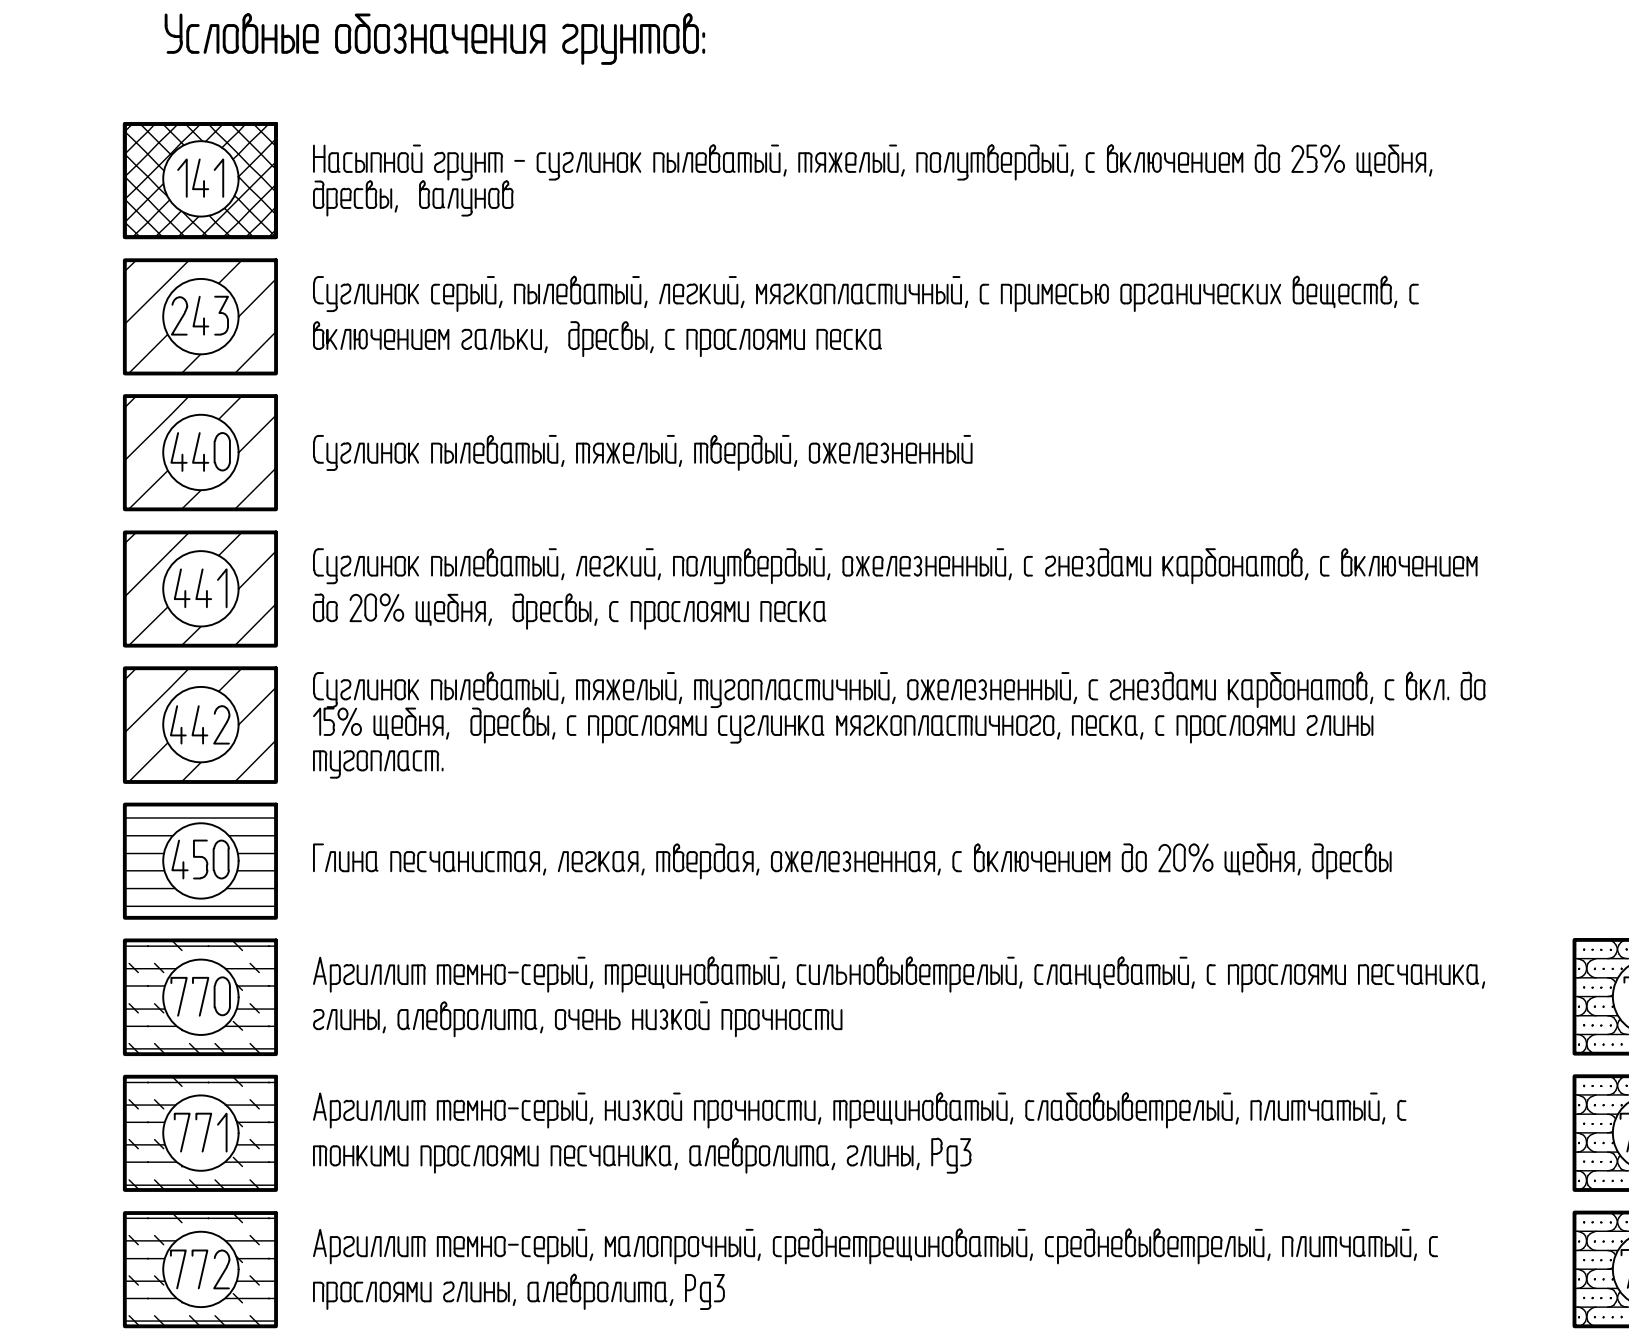 Условные обозначения грунтов:
141
Насыпной грунт - суглинок пылеватый, тяжелый, полутвердый, с включением до 25% щебня,
дресвы, валунов
243
Суглинок серый, пылеватый, легкий, мягкопластичный, с примесью органических веществ, с
включением гальки, дресвы, с прослоями песка
440
Суглинок пылеватый, тяжелый, твердый, ожелезненный
441
Суглинок пылеватый, легкий, полутвердый, ожелезненный, с гнездами карбонатов, с включением
до 20% щебня, дресвы, с прослоями песка
442
Суглинок пылеватый, тяжелый, тугопластичный, ожелезненный, с гнездами карбонатов, с вкл. до
15% щебня, дресвы, с прослоями суглинка мягкопластичного, песка, с прослоями глины
тугопласт.
450
Глина песчанистая, легкая, твердая, ожелезненная, с включением до 20% щебня, дресвы
770
Аргиллит темно-серый, трещиноватый, сильновыветрелый, сланцеватый, с прослоями песчаника,
глины, алевролита, очень низкой прочности
771
Аргиллит темно-серый, низкой прочности, трещиноватый, слабовыветрелый, плитчатый, с
тонкими прослоями песчаника, алевролита, глины, Pg3
772
Аргиллит темно-серый, малопрочный, среднетрещиноватый, средневыветрелый, плитчатый, с
прослоями глины, алевролита, Pg3